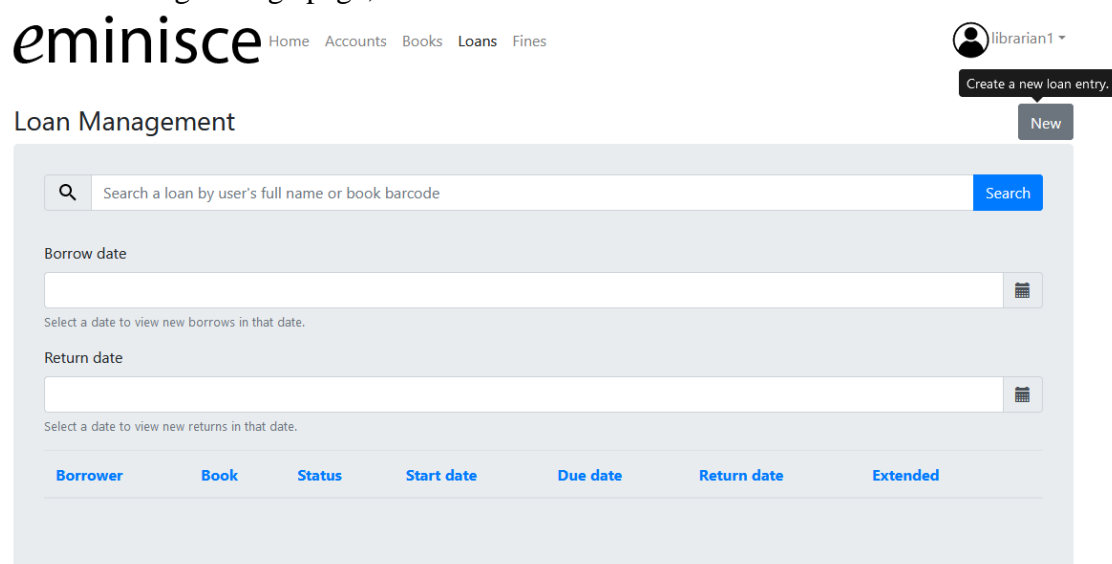 eminisce Home Accounts Books Loans Fines librarian1
Create a new loan entry.
Loan Management New
Search a loan by user's full name or book barcode Search
Borrow date
Select a date to view new borrows in that date.
Return date
Select a date to view new returns in that date.
Borrower Book Status Start date Due date Return date Extended